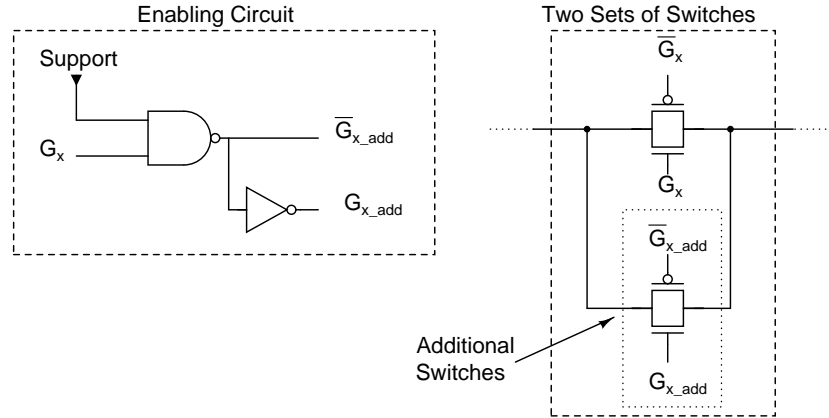 Enabling Circuit
Support
G̅x_add
Gx
Gx_add
Two Sets of Switches
G̅x
Gx
G̅x_add
Additional
Switches
Gx_add